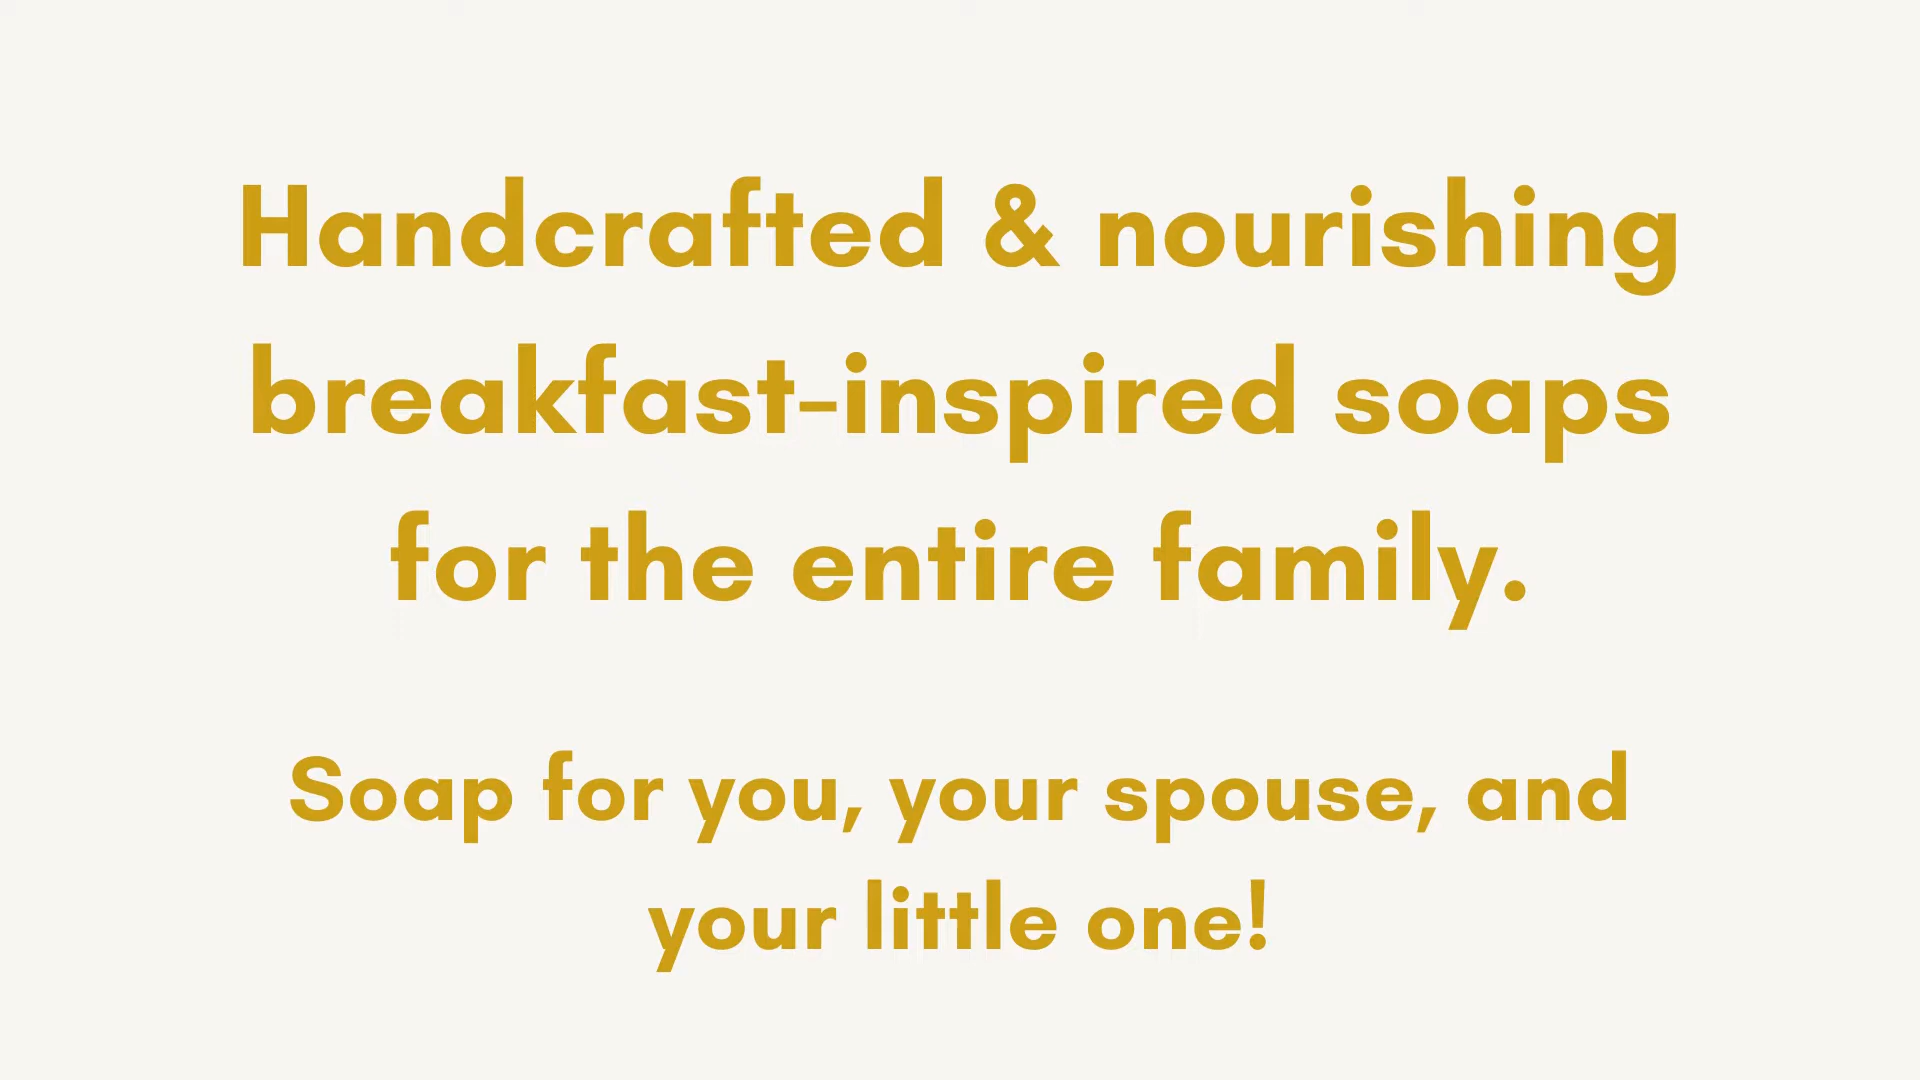 Handcrafted & nourishing
breakfast-inspired soaps
for the entire family.
Soap for you, your spouse, and
your little one!